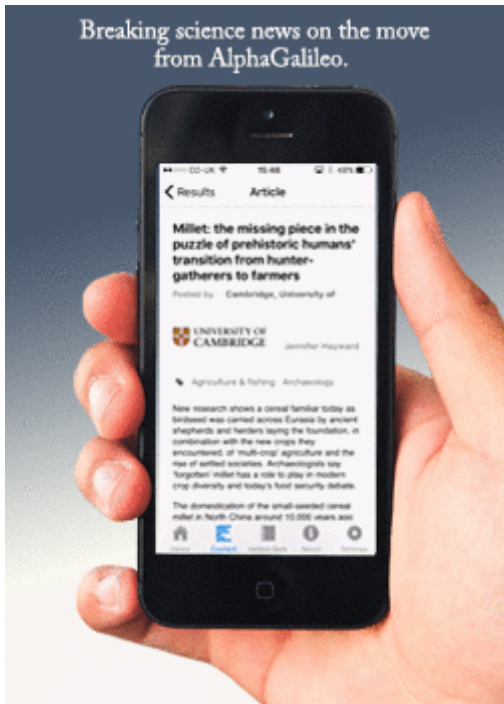 Breaking science news on the move
from AlphaGalileo.
CO-UK 15:48
Results Article
Millet: the missing piece in the
puzzle of prehistoric humans'
transition from hunter-
gatherers to farmers
Posted by Cambridge, University of
UNIVERSITY OF
CAMBRIDGE
Jennifer Hayward
Agriculture & fishing Archaeology
New research shows a cereal familiar today as
birdseed was carried across Eurasia by ancient
shepherds and herders laying the foundation, in
combination with the new crops they
encountered, of 'multi-crop' agriculture and the
rise of settled societies. Archaeologists say
'forgotten' millet has a role to play in modern
crop diversity and today's food security debate.
The domestication of the small-seeded cereal
millet in North China around 10,000 years ago